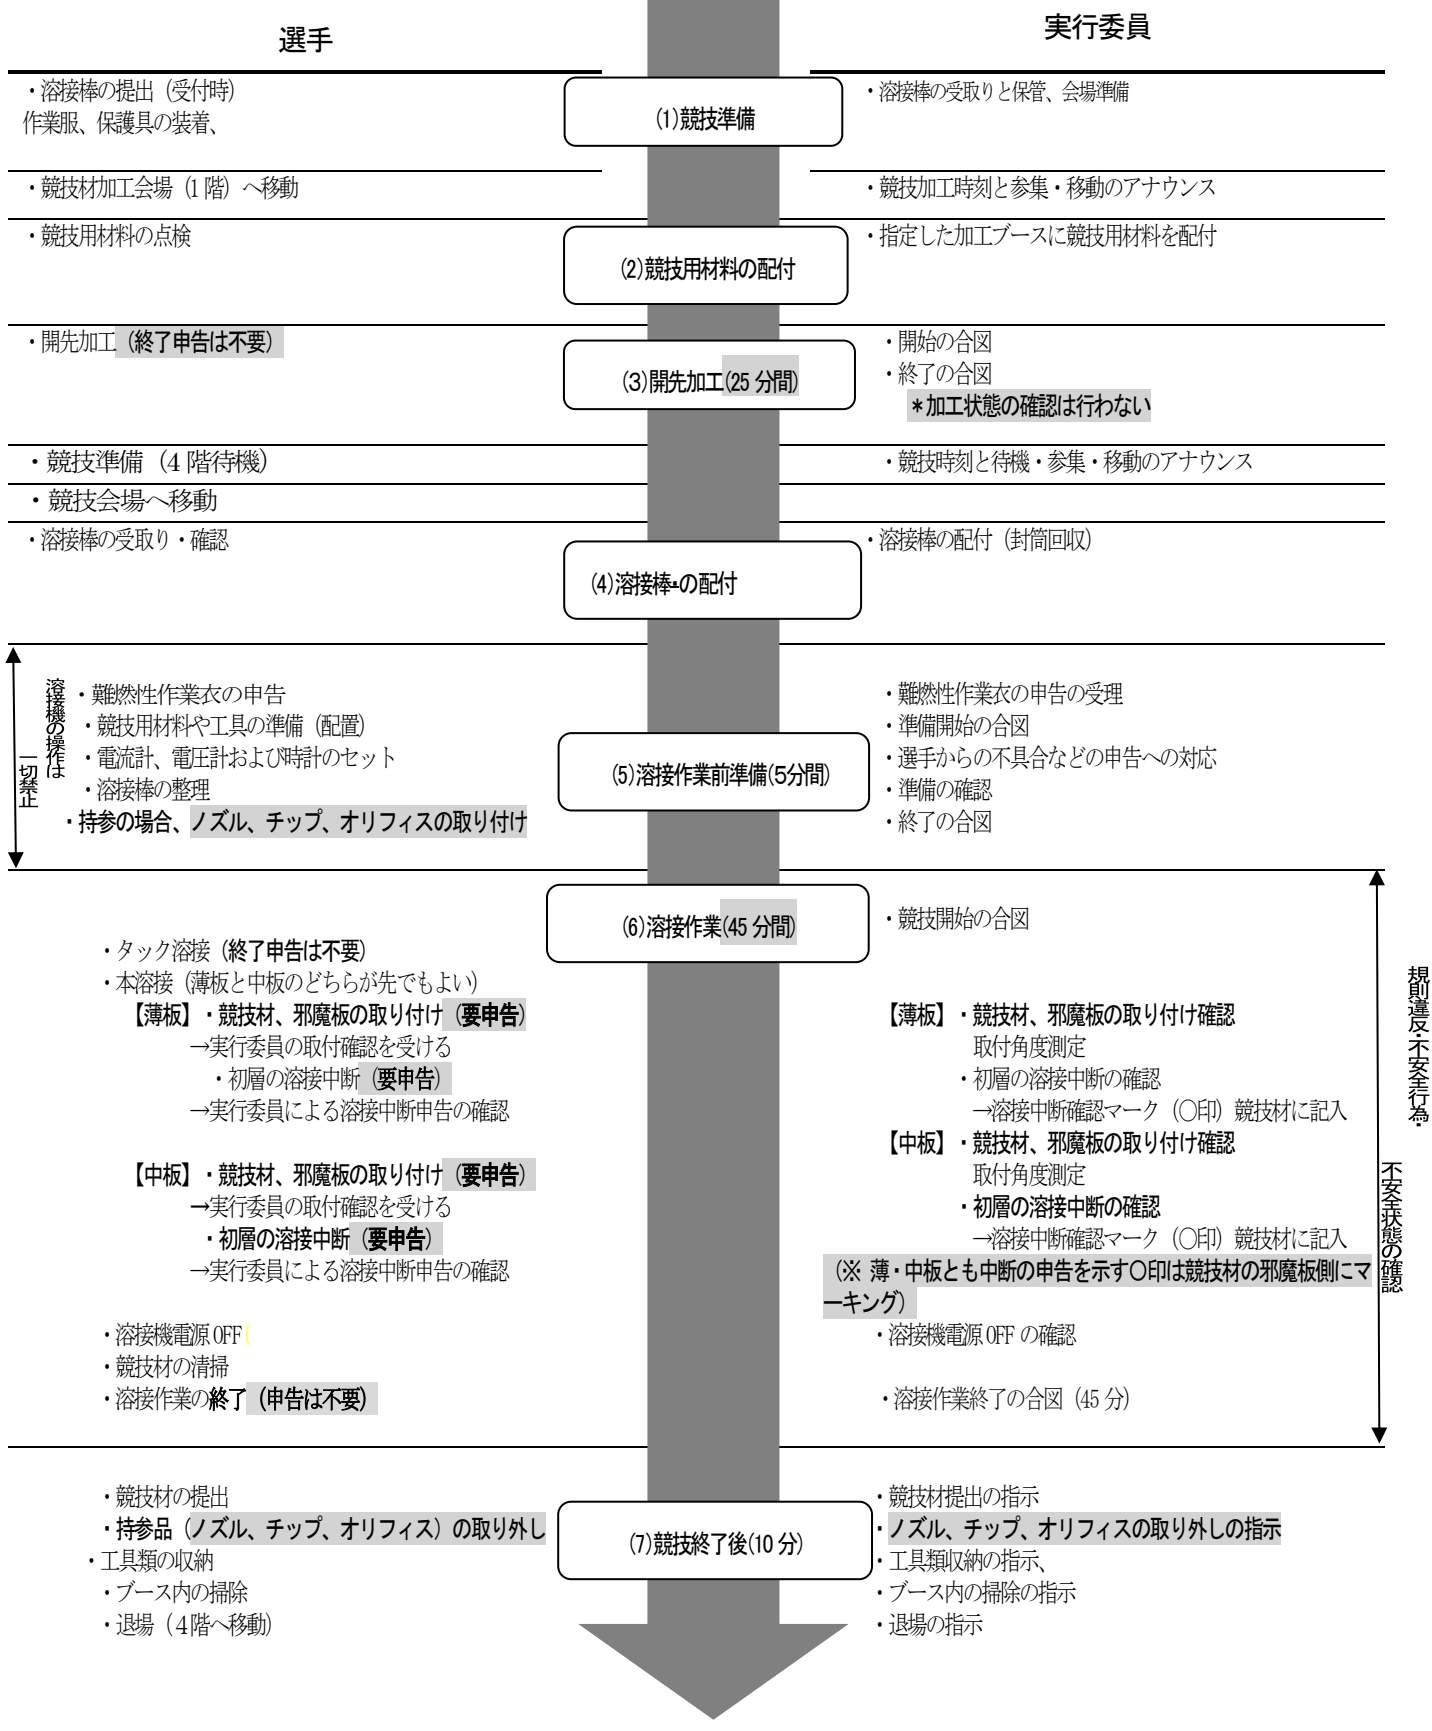 選手
実行委員
・溶接棒の提出（受付時）
作業服、保護具の装着、
(1)競技準備
・溶接棒の受取りと保管、会場準備
・競技材加工会場（1階）へ移動
・競技加工時刻と参集・移動のアナウンス
・競技用材料の点検
(2)競技用材料の配付
・指定した加工ブースに競技用材料を配付
・開先加工（終了申告は不要）
(3)開先加工(25 分間)
・開始の合図
・終了の合図
＊加工状態の確認は行わない
・競技準備（4 階待機）
・競技時刻と待機・参集・移動のアナウンス
・競技会場へ移動
・溶接棒の受取り・確認
(4)溶接棒・の配付
・溶接棒の配付（封筒回収）
溶接機の操作は
一切禁止
・難燃性作業衣の申告
・競技用材料や工具の準備（配置）
・電流計、電圧計および時計のセット
・溶接棒の整理
・持参の場合、ノズル、チップ、オリフィスの取り付け
(5)溶接作業前準備(5分間)
・難燃性作業衣の申告の受理
・準備開始の合図
・選手からの不具合などの申告への対応
・準備の確認
・終了の合図
(6)溶接作業(45 分間)
・競技開始の合図
・タック溶接（終了申告は不要）
・本溶接（薄板と中板のどちらが先でもよい）
【薄板】・競技材、邪魔板の取り付け（要申告）
→実行委員の取付確認を受ける
・初層の溶接中断（要申告）
→実行委員による溶接中断申告の確認
【中板】・競技材、邪魔板の取り付け（要申告）
→実行委員の取付確認を受ける
・初層の溶接中断（要申告）
→実行委員による溶接中断申告の確認
・溶接機電源 OFF（
・競技材の清掃
・溶接作業の終了（申告は不要）
【薄板】・競技材、邪魔板の取り付け確認
取付角度測定
・初層の溶接中断の確認
→溶接中断確認マーク（〇印）競技材に記入
【中板】・競技材、邪魔板の取り付け確認
取付角度測定
・初層の溶接中断の確認
→溶接中断確認マーク（〇印）競技材に記入
（※ 薄・中板とも中断の申告を示す〇印は競技材の邪魔板側にマ
ーキング）
・溶接機電源 OFF の確認
・溶接作業終了の合図（45 分）
規則違反・不安全行為・
不安全状態の確認
・競技材の提出
・持参品（ノズル、チップ、オリフィス）の取り外し
・工具類の収納
・ブース内の掃除
・退場（４階へ移動）
(7)競技終了後(10 分)
・競技材提出の指示
・ノズル、チップ、オリフィスの取り外しの指示
・工具類収納の指示、
・ブース内の掃除の指示
・退場の指示